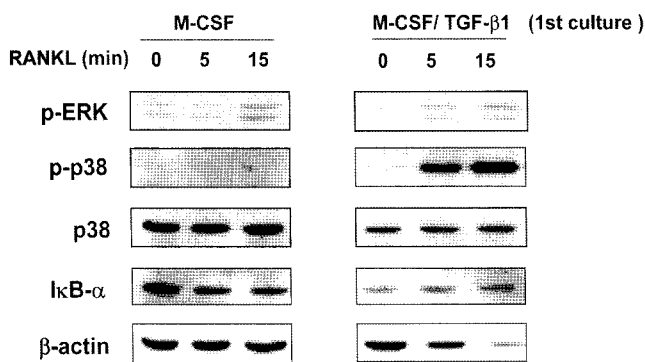 M-CSF M-CSF/ TGF-β1 (1st culture )
RANKL (min) 0 5 15 0 5 15
p-ERK
p-p38
p38
IκB-α
β-actin